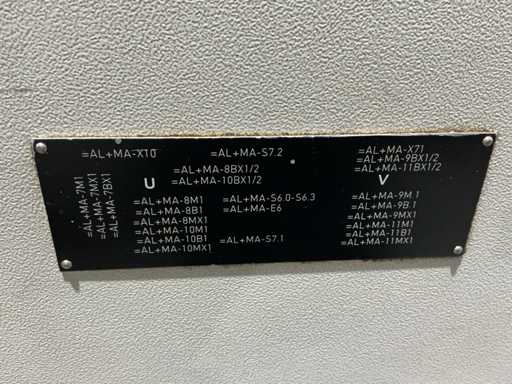 =AL+MA-X10
=AL+MA-S7.2
=AL+MA-X71
=AL+MA-9BX1/2
=AL+MA-11BX1/2
=AL+MA-8BX1/2
=AL+MA-10BX1/2
=AL+MA-7M1
=AL+MA-7MX1
=AL+MA-7BX1
U
V
=AL+MA-8M1
=AL+MA-8B1
=AL+MA-8MX1
=AL+MA-10M1
=AL+MA-10B1
=AL+MA-10MX1
=AL+MA-S6.0-S6.3
=AL+MA-E6
=AL+MA-S7.1
=AL+MA-9M.1
=AL+MA-9B.1
=AL+MA-9MX1
=AL+MA-11M1
=AL+MA-11B1
=AL+MA-11MX1